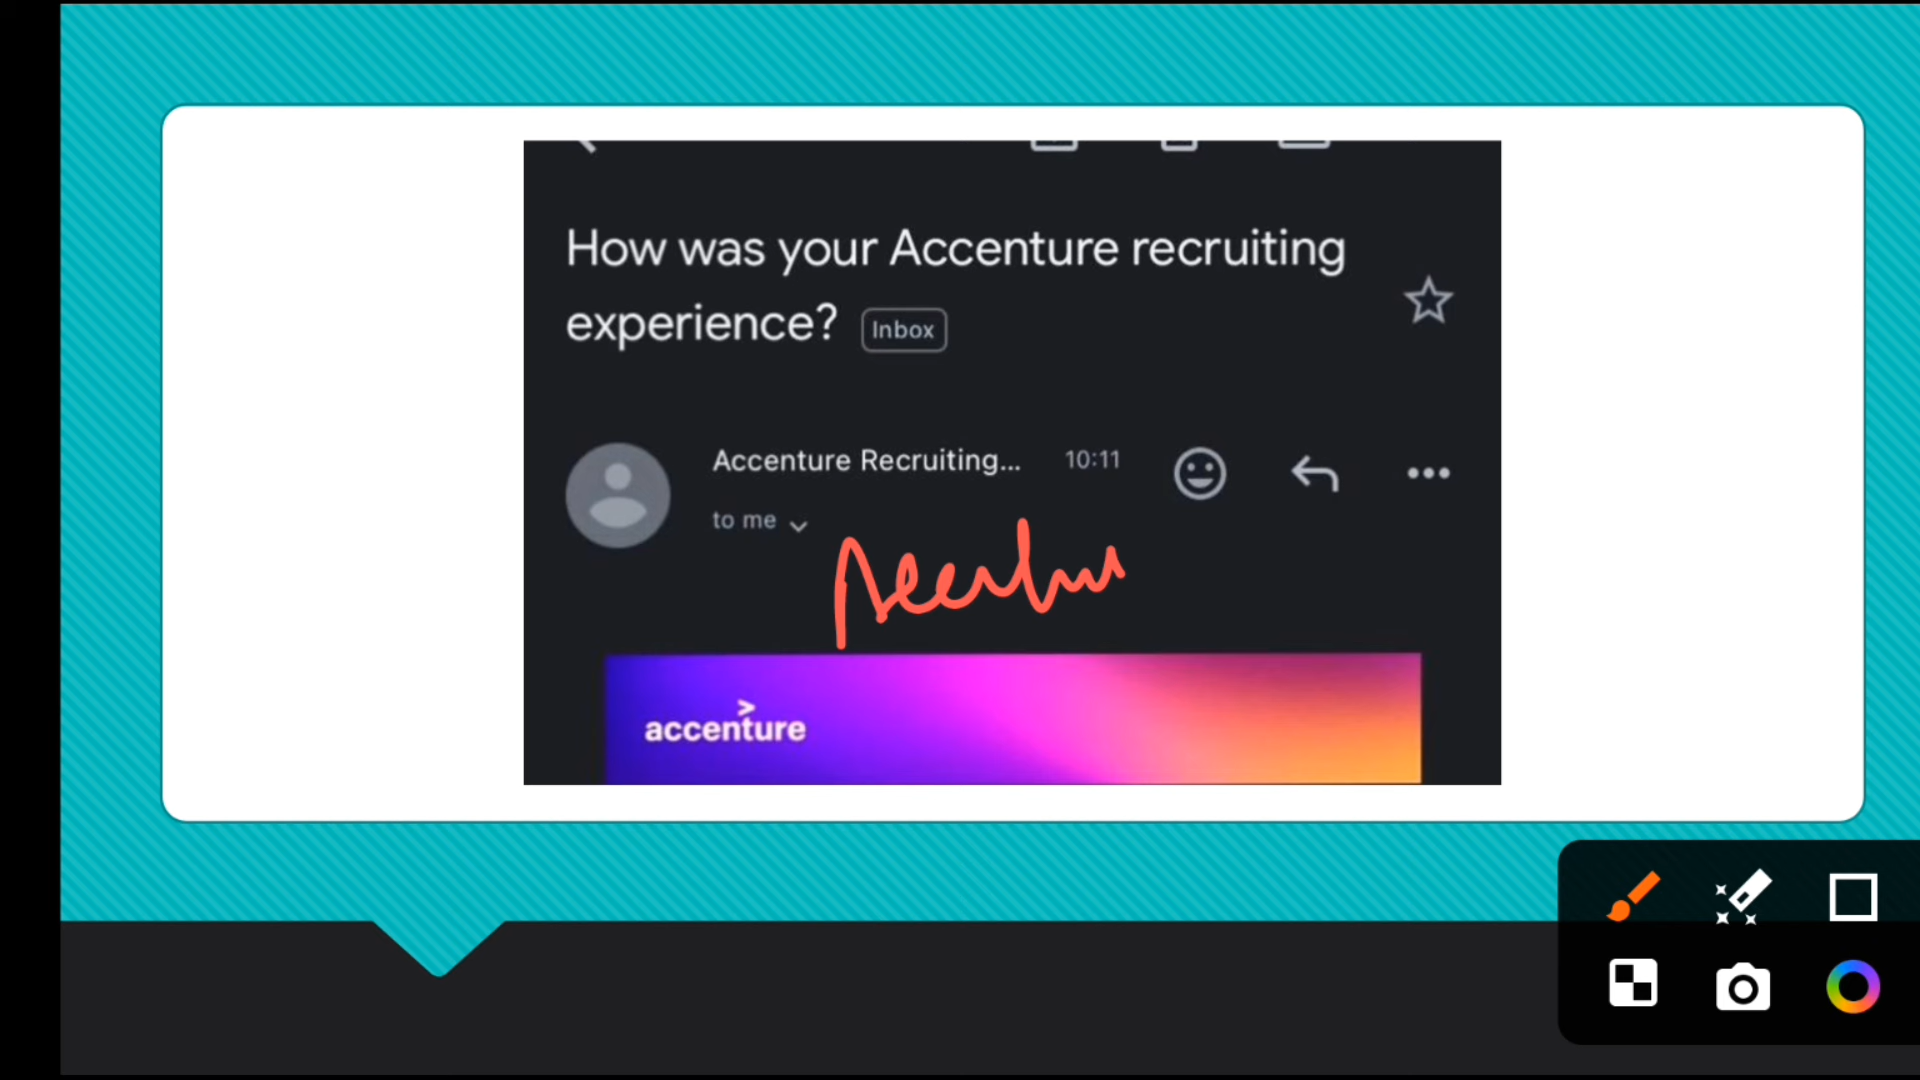 How was your Accenture recruiting
experience? Inbox
Accenture Recruiting... 10:11
to me
accenture